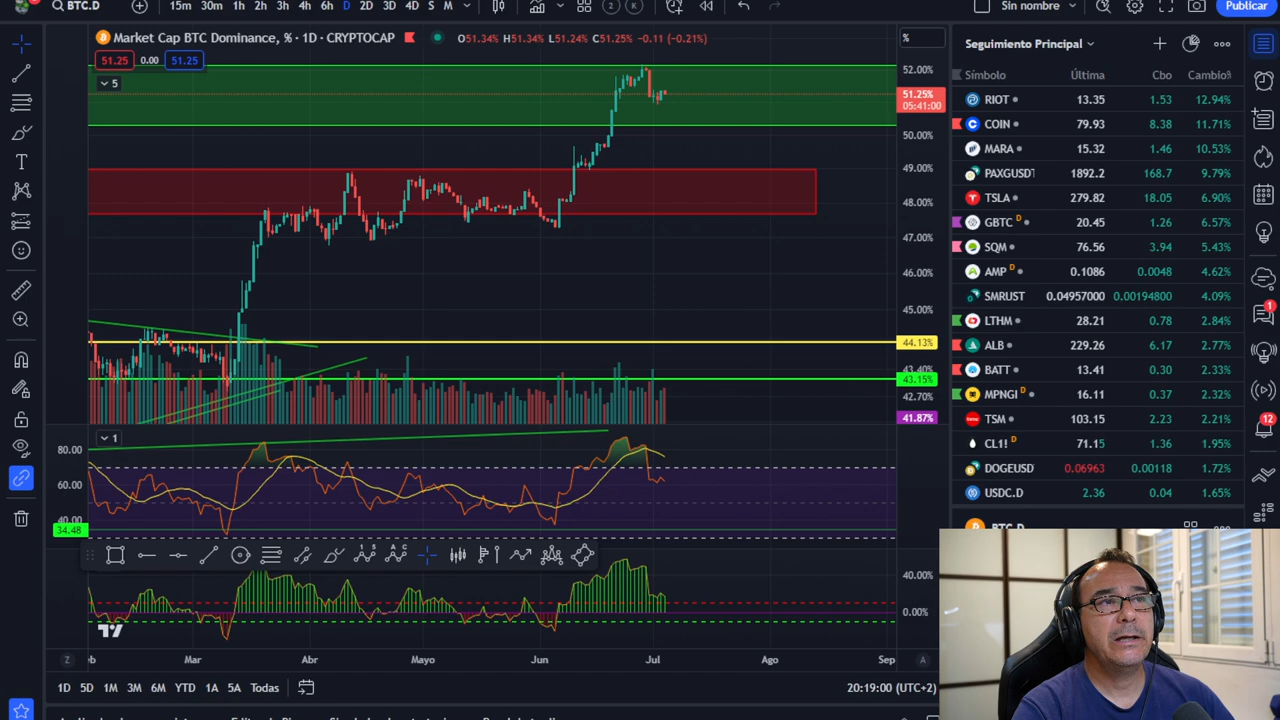 BTC.D
15m 30m 1h 2h 3h 4h 6h D 2D 3D 4D S M
2 K
Sin nombre
Publicar
Market Cap BTC Dominance, % · 1D · CRYPTOCAP
O51.34% H51.34% L51.24% C51.25% −0.11 (−0.21%)
51.25 0.00 51.25
5
%
52.00%
51.25%
05:41:00
50.00%
49.00%
48.00%
47.00%
46.00%
45.00%
44.13%
43.40%
43.15%
42.70%
41.87%
1
80.00
60.00
40.00
34.48
40.00%
0.00%
Z
Mar Abr Mayo Jun Jul Ago Sep
A
1D 5D 1M 3M 6M YTD 1A 5A Todas
20:19:00 (UTC+2)
Seguimiento Principal
Símbolo Última Cbo Cambio%
RIOT 13.35 1.53 12.94%
COIN 79.93 8.38 11.71%
MARA 15.32 1.46 10.53%
PAXGUSDT 1892.2 168.7 9.79%
TSLA 279.82 18.05 6.90%
GBTC D 20.45 1.26 6.57%
SQM 76.56 3.94 5.43%
AMP D 0.1086 0.0048 4.62%
SMRUST 0.04957000 0.00194800 4.09%
LTHM 28.21 0.78 2.84%
ALB 229.26 6.17 2.77%
BATT 13.41 0.30 2.33%
MPNGI D 16.11 0.37 2.32%
TSM 103.15 2.23 2.21%
CL1! D 71.15 1.36 1.95%
DOGEUSD 0.06963 0.00118 1.72%
USDC.D 2.36 0.04 1.65%
BTC.D
1
12